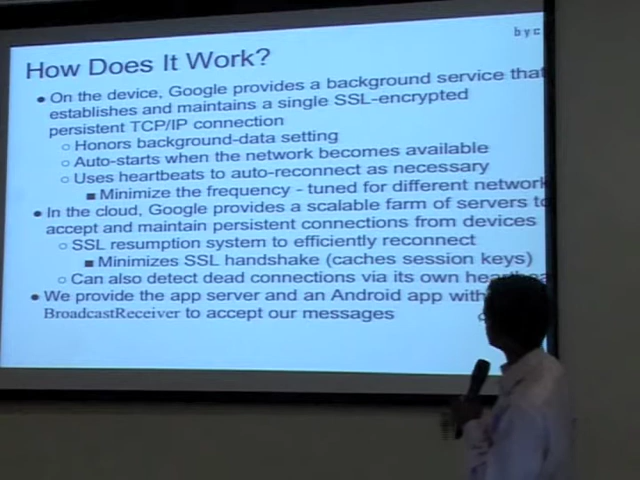 byc
How Does It Work?
● On the device, Google provides a background service that
establishes and maintains a single SSL-encrypted
persistent TCP/IP connection
○ Honors background-data setting
○ Auto-starts when the network becomes available
○ Uses heartbeats to auto-reconnect as necessary
■ Minimize the frequency - tuned for different network
● In the cloud, Google provides a scalable farm of servers to
accept and maintain persistent connections from devices
○ SSL resumption system to efficiently reconnect
■ Minimizes SSL handshake (caches session keys)
○ Can also detect dead connections via its own
● We provide the app server and an Android app with
BroadcastReceiver to accept our messages